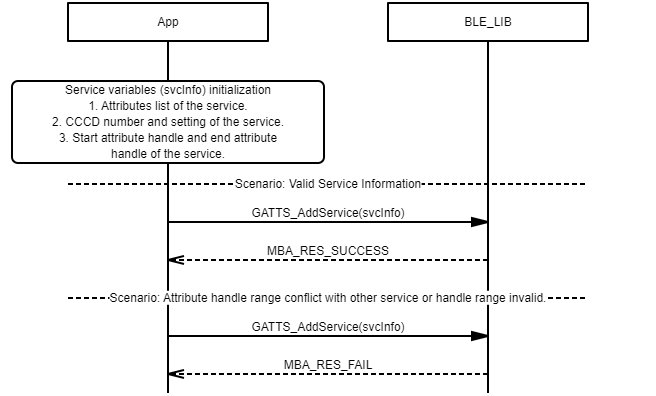 App
BLE_LIB
Service variables (svcInfo) initialization
1. Attributes list of the service.
2. CCCD number and setting of the service.
3. Start attribute handle and end attribute
handle of the service.
Scenario: Valid Service Information
GATTS_AddService(svcInfo)
MBA_RES_SUCCESS
Scenario: Attribute handle range conflict with other service or handle range invalid.
GATTS_AddService(svcInfo)
MBA_RES_FAIL